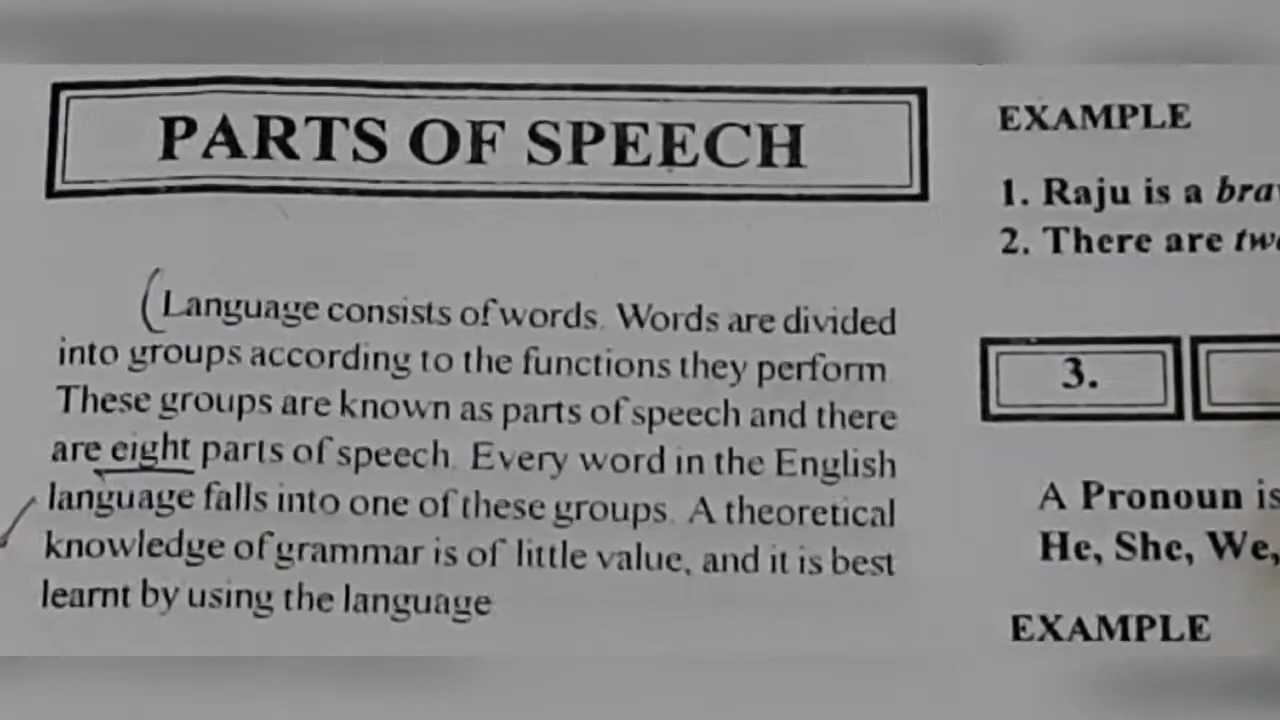 PARTS OF SPEECH
Language consists of words. Words are divided
into groups according to the functions they perform
These groups are known as parts of speech and there
are eight parts of speech. Every word in the English
language falls into one of these groups. A theoretical
knowledge of grammar is of little value, and it is best
learnt by using the language
EXAMPLE
1. Raju is a
2. There are
3.
A Pronoun is
He, She, We,
EXAMPLE